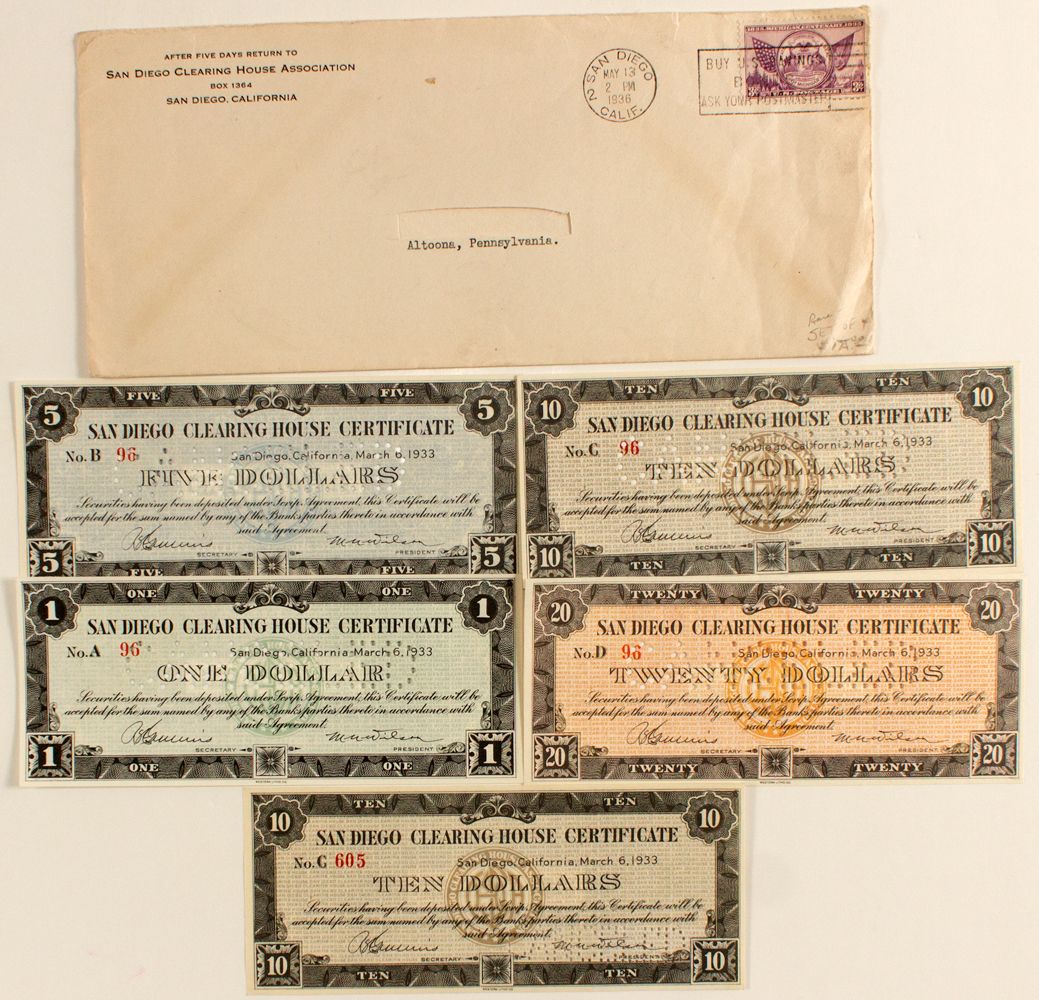 AFTER FIVE DAYS RETURN TO
SAN DIEGO CLEARING HOUSE ASSOCIATION
BOX 1364
SAN DIEGO, CALIFORNIA
SAN DIEGO
MAY 13
2 PM
1936
CALIF.
2
BUY U.S. SAVINGS
ASK YOUR POSTMASTER
3¢ U.S. POSTAGE 3¢
Altoona, Pennsylvania.
Rare
SET OF 4
FIVE FIVE
5 5
SAN DIEGO CLEARING HOUSE CERTIFICATE
No. B 96 San Diego, California, March 6, 1933
FIVE DOLLARS
Securities having been deposited under Scrip Agreement, this Certificate will be
accepted for the sum named by any of the Banks parties thereto in accordance with
said Agreement.
SECRETARY PRESIDENT
5 5
FIVE FIVE
TEN TEN
10 10
SAN DIEGO CLEARING HOUSE CERTIFICATE
No. C 96 San Diego, California, March 6, 1933
TEN DOLLARS
Securities having been deposited under Scrip Agreement, this Certificate will be
accepted for the sum named by any of the Banks parties thereto in accordance with
said Agreement.
SECRETARY PRESIDENT
10 10
TEN TEN
ONE ONE
1 1
SAN DIEGO CLEARING HOUSE CERTIFICATE
No. A 96 San Diego, California March 6, 1933
ONE DOLLAR
Securities having been deposited under Scrip Agreement, this Certificate will be
accepted for the sum named by any of the Banks parties thereto in accordance with
said Agreement.
SECRETARY PRESIDENT
1 1
ONE ONE
TWENTY TWENTY
20 20
SAN DIEGO CLEARING HOUSE CERTIFICATE
No. D 96 San Diego, California, March 6, 1933
TWENTY DOLLARS
Securities having been deposited under Scrip Agreement, this Certificate will be
accepted for the sum named by any of the Banks parties thereto in accordance with
said Agreement.
SECRETARY PRESIDENT
20 20
TWENTY TWENTY
TEN TEN
10 10
SAN DIEGO CLEARING HOUSE CERTIFICATE
No. C 605 San Diego, California, March 6, 1933
TEN DOLLARS
Securities having been deposited under Scrip Agreement, this Certificate will be
accepted for the sum named by any of the Banks parties thereto in accordance with
said Agreement.
SECRETARY PRESIDENT
10 10
TEN TEN